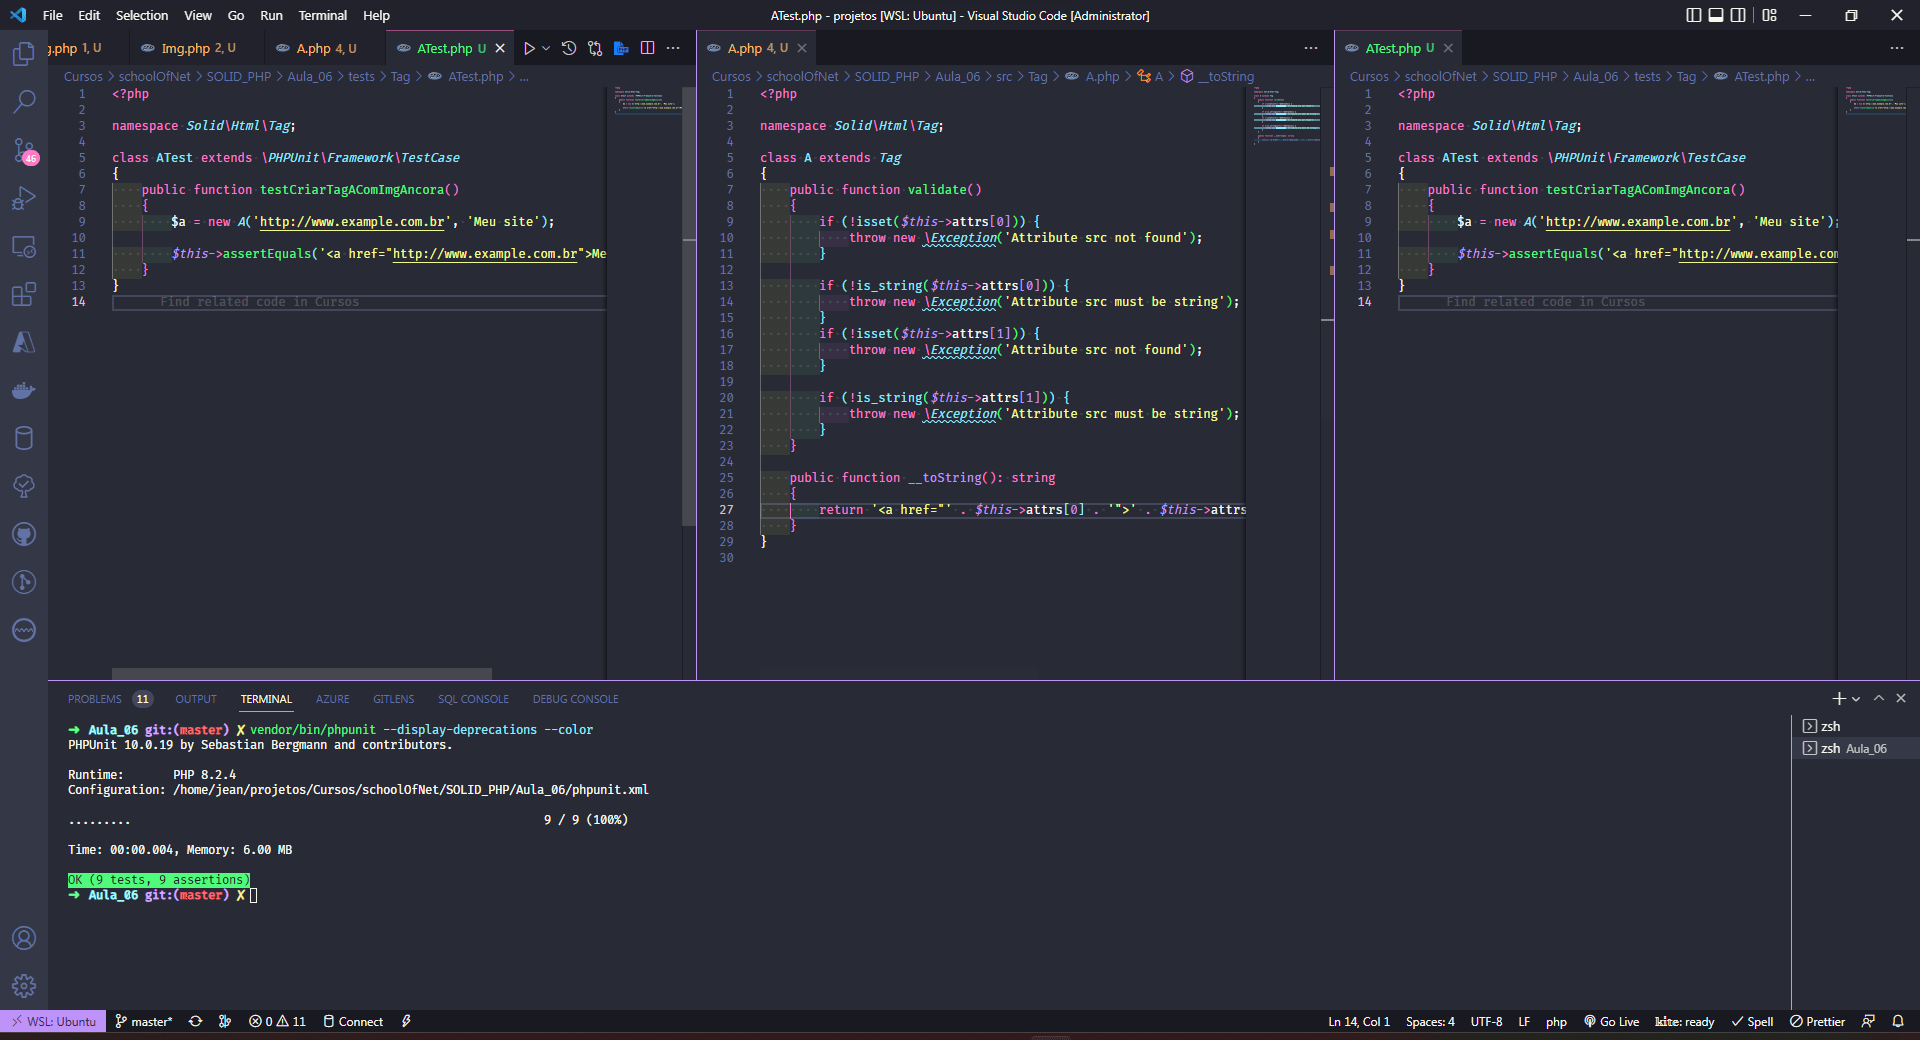 File Edit Selection View Go Run Terminal Help
ATest.php - projetos [WSL: Ubuntu] - Visual Studio Code [Administrator]
g.php 1, U
Img.php 2, U
A.php 4, U
ATest.php U
A.php 4, U
ATest.php U
Cursos > schoolOfNet > SOLID_PHP > Aula_06 > tests > Tag > ATest.php > ...
1 <?php
2
3 namespace Solid\Html\Tag;
4
5 class ATest extends \PHPUnit\Framework\TestCase
6 {
7 public function testCriarTagAComImgAncora()
8 {
9 $a = new A('http://www.example.com.br', 'Meu site');
10
11 $this->assertEquals('<a href="http://www.example.com.br">Me
12 }
13 }
14 Find related code in Cursos
Cursos > schoolOfNet > SOLID_PHP > Aula_06 > src > Tag > A.php > A > __toString
1 <?php
2
3 namespace Solid\Html\Tag;
4
5 class A extends Tag
6 {
7 public function validate()
8 {
9 if (!isset($this->attrs[0])) {
10 throw new \Exception('Attribute src not found');
11 }
12
13 if (!is_string($this->attrs[0])) {
14 throw new \Exception('Attribute src must be string');
15 }
16 if (!isset($this->attrs[1])) {
17 throw new \Exception('Attribute src not found');
18 }
19
20 if (!is_string($this->attrs[1])) {
21 throw new \Exception('Attribute src must be string');
22 }
23 }
24
25 public function __toString(): string
26 {
27 return '<a href="' . $this->attrs[0] . '">' . $this->attrs
28 }
29 }
30
Cursos > schoolOfNet > SOLID_PHP > Aula_06 > tests > Tag > ATest.php > ...
1 <?php
2
3 namespace Solid\Html\Tag;
4
5 class ATest extends \PHPUnit\Framework\TestCase
6 {
7 public function testCriarTagAComImgAncora()
8 {
9 $a = new A('http://www.example.com.br', 'Meu site');
10
11 $this->assertEquals('<a href="http://www.example.com
12 }
13 }
14 Find related code in Cursos
46
PROBLEMS 11 OUTPUT TERMINAL AZURE GITLENS SQL CONSOLE DEBUG CONSOLE
➜ Aula_06 git:(master) ✗ vendor/bin/phpunit --display-deprecations --color
PHPUnit 10.0.19 by Sebastian Bergmann and contributors.
Runtime: PHP 8.2.4
Configuration: /home/jean/projetos/Cursos/schoolOfNet/SOLID_PHP/Aula_06/phpunit.xml
......... 9 / 9 (100%)
Time: 00:00.004, Memory: 6.00 MB
OK (9 tests, 9 assertions)
➜ Aula_06 git:(master) ✗
zsh
zsh Aula_06
WSL: Ubuntu master* 0 11 Connect
Ln 14, Col 1 Spaces: 4 UTF-8 LF php Go Live kite: ready Spell Prettier